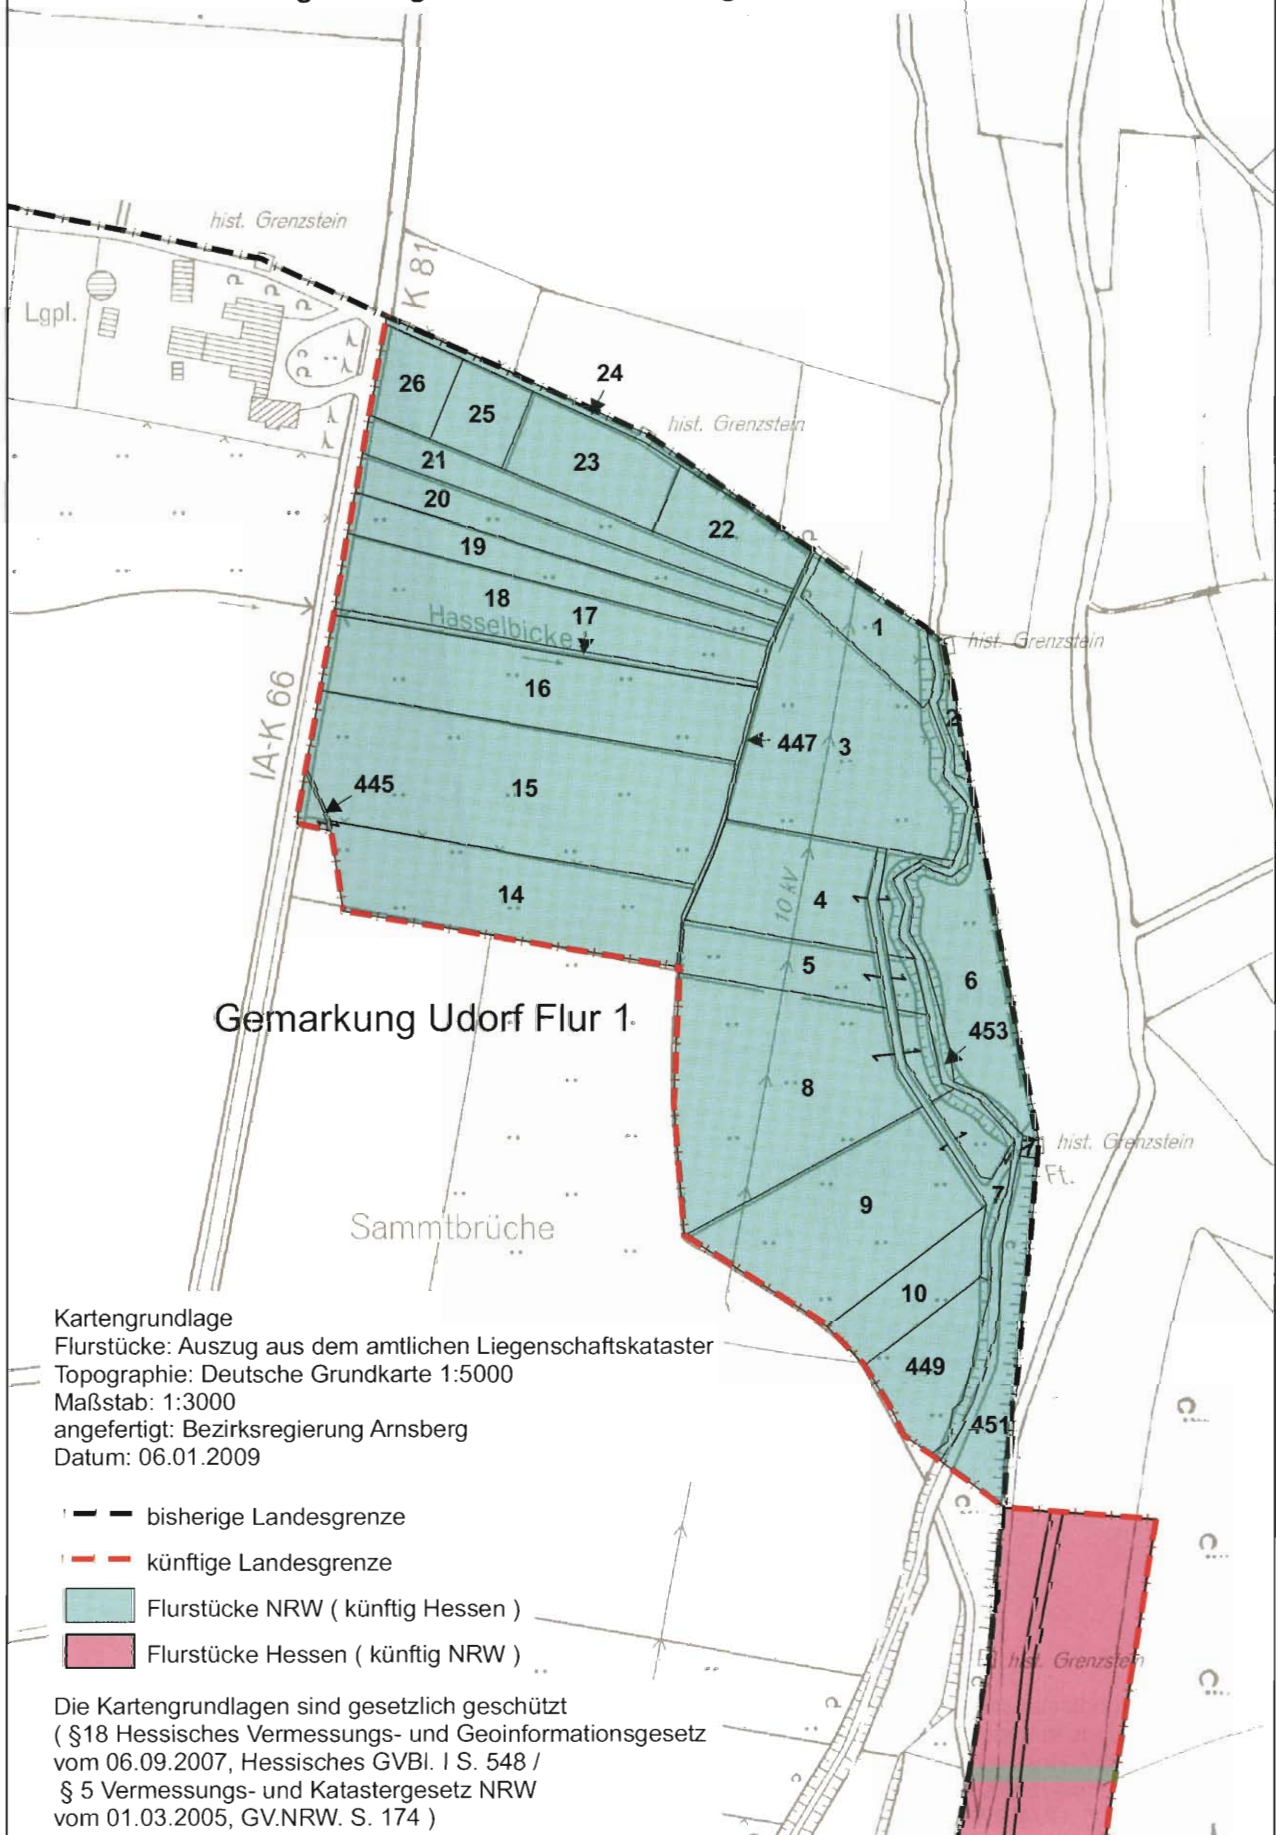 hist. Grenzstein
K 81
Lgpl.
24
26
25
hist. Grenzstein
21
23
20
22
19
18
17
Hasselbicke
1
hist. Grenzstein
16
2
IA-K 66
447
3
445
15
14
4
10 kV
5
6
Gemarkung Udorf Flur 1
453
8
hist. Grenzstein
Ft.
7
9
Sammtbrüche
10
Kartengrundlage
Flurstücke: Auszug aus dem amtlichen Liegenschaftskataster
449
Topographie: Deutsche Grundkarte 1:5000
Maßstab: 1:3000
451
angefertigt: Bezirksregierung Arnsberg
Datum: 06.01.2009
bisherige Landesgrenze
künftige Landesgrenze
Flurstücke NRW ( künftig Hessen )
Flurstücke Hessen ( künftig NRW )
hist. Grenzstein
Die Kartengrundlagen sind gesetzlich geschützt
( §18 Hessisches Vermessungs- und Geoinformationsgesetz
vom 06.09.2007, Hessisches GVBl. I S. 548 /
§ 5 Vermessungs- und Katastergesetz NRW
vom 01.03.2005, GV.NRW. S. 174 )